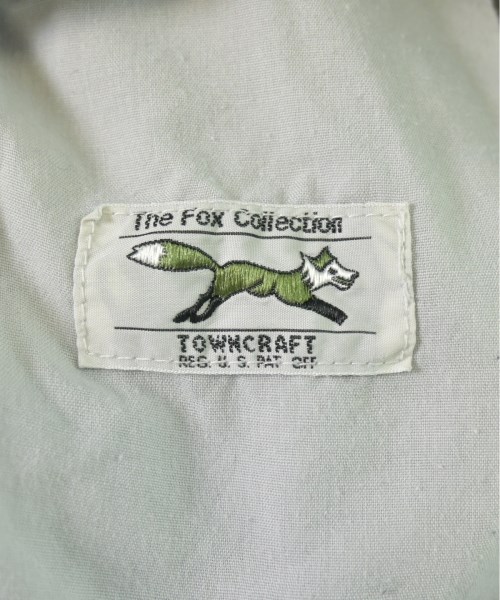 The Fox Collection
TOWNCRAFT
REG. U. S. PAT OFF